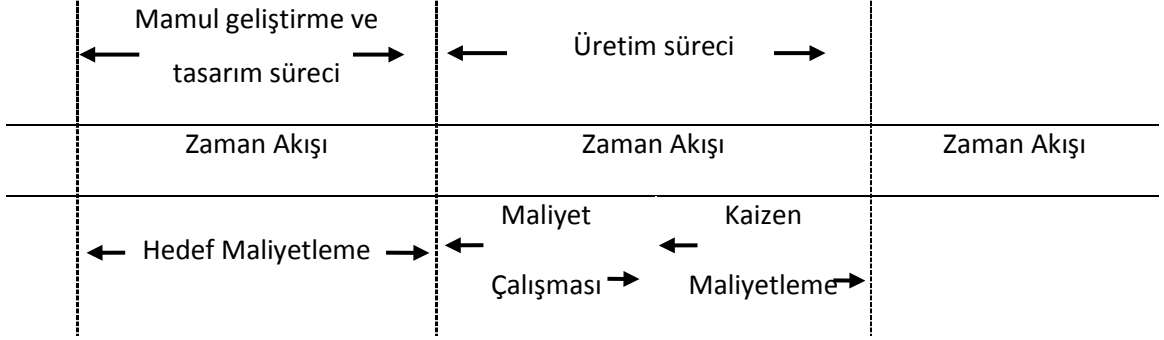 Mamul geliştirme ve
tasarım süreci
Üretim süreci
Zaman Akışı
Zaman Akışı
Zaman Akışı
Hedef Maliyetleme
Maliyet
Çalışması
Kaizen
Maliyetleme